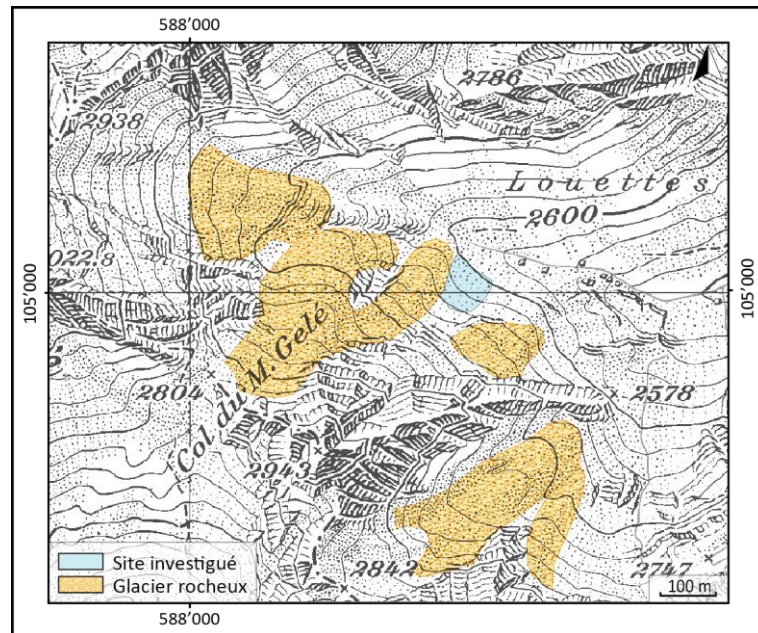 588’000
2786
2938
Louettes
2600
022.8
105’000
105’000
Col du M. Gelé
2804
2578
2943
2842
2747
Site investigué
Glacier rocheux
100 m
588’000